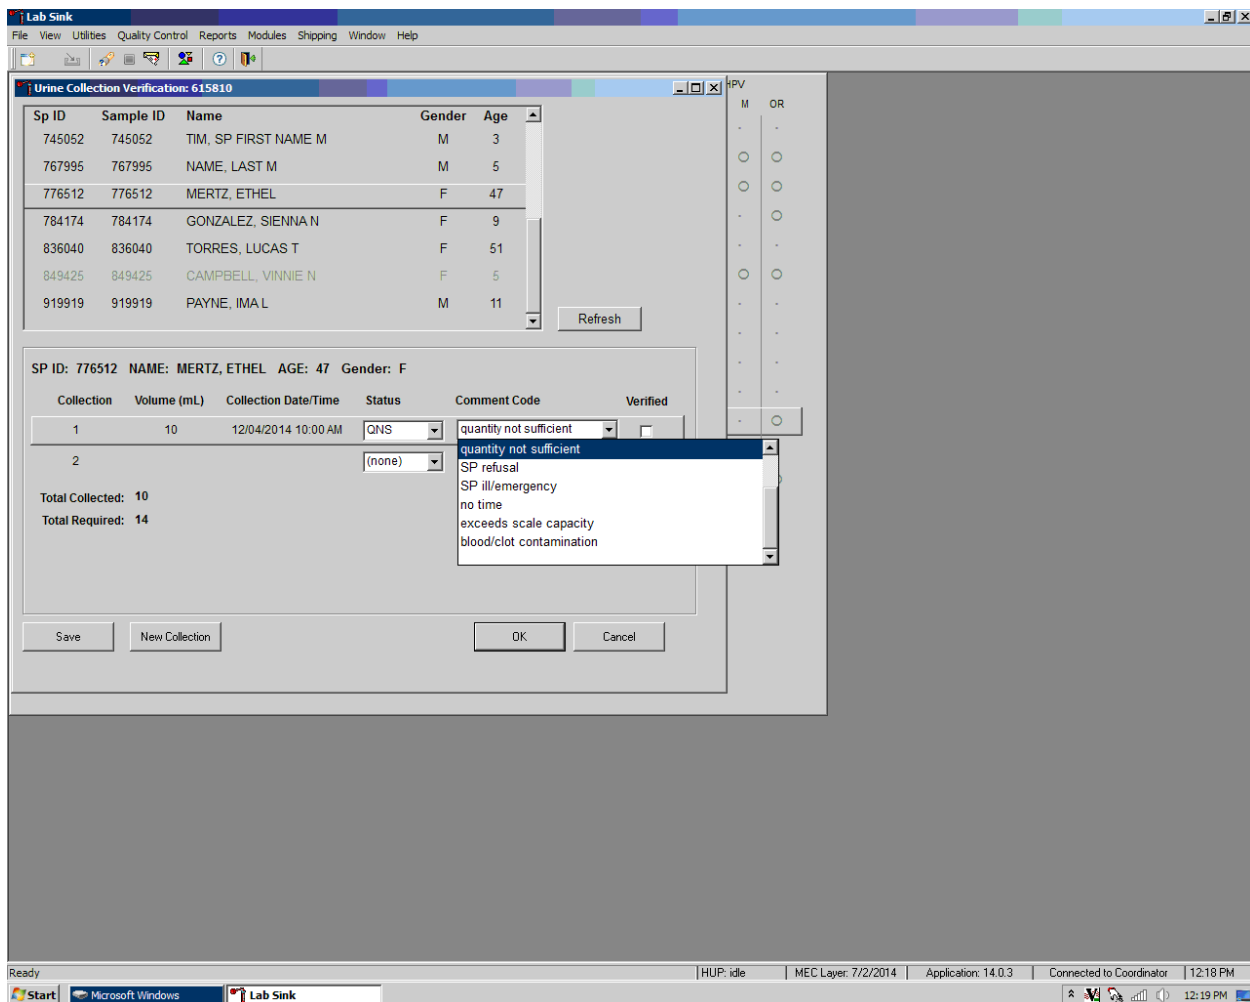 Lab Sink
File View Utilities Quality Control Reports Modules Shipping Window Help
Urine Collection Verification: 615810
HPV
M OR
Sp ID Sample ID Name Gender Age
745052 745052 TIM, SP FIRST NAME M M 3
767995 767995 NAME, LAST M M 5
776512 776512 MERTZ, ETHEL F 47
784174 784174 GONZALEZ, SIENNA N F 9
836040 836040 TORRES, LUCAS T F 51
849425 849425 CAMPBELL, VINNIE N F 5
919919 919919 PAYNE, IMA L M 11
Refresh
SP ID: 776512 NAME: MERTZ, ETHEL AGE: 47 Gender: F
Collection Volume (mL) Collection Date/Time Status Comment Code Verified
1 10 12/04/2014 10:00 AM QNS quantity not sufficient
2 (none)
quantity not sufficient
SP refusal
SP ill/emergency
no time
exceeds scale capacity
blood/clot contamination
Total Collected: 10
Total Required: 14
Save New Collection OK Cancel
Ready HUP: idle MEC Layer: 7/2/2014 Application: 14.0.3 Connected to Coordinator 12:18 PM
Start Microsoft Windows Lab Sink 12:19 PM